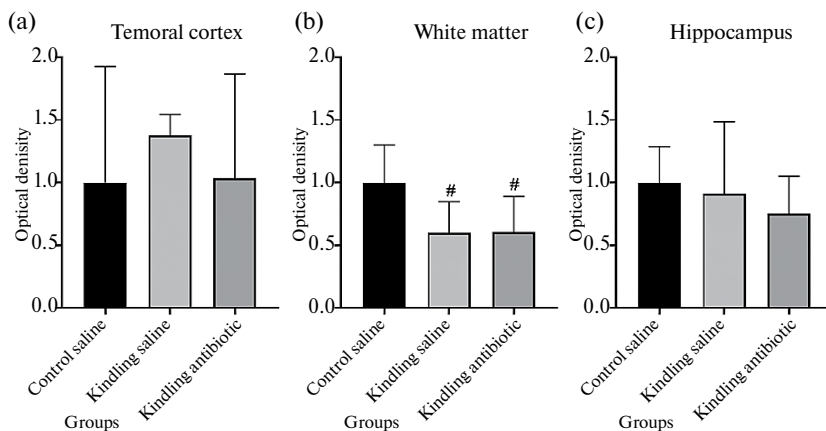 (a)
Temoral cortex
Optical denisity
2.0
1.5
1.0
0.5
0.0
Control saline
Kindling saline
Kindling antibiotic
Groups
(b)
White matter
Optical denisity
2.0
1.5
1.0
0.5
0.0
#
#
Control saline
Kindling saline
Kindling antibiotic
Groups
(c)
Hippocampus
Optical denisity
2.0
1.5
1.0
0.5
0.0
Control saline
Kindling saline
Kindling antibiotic
Groups